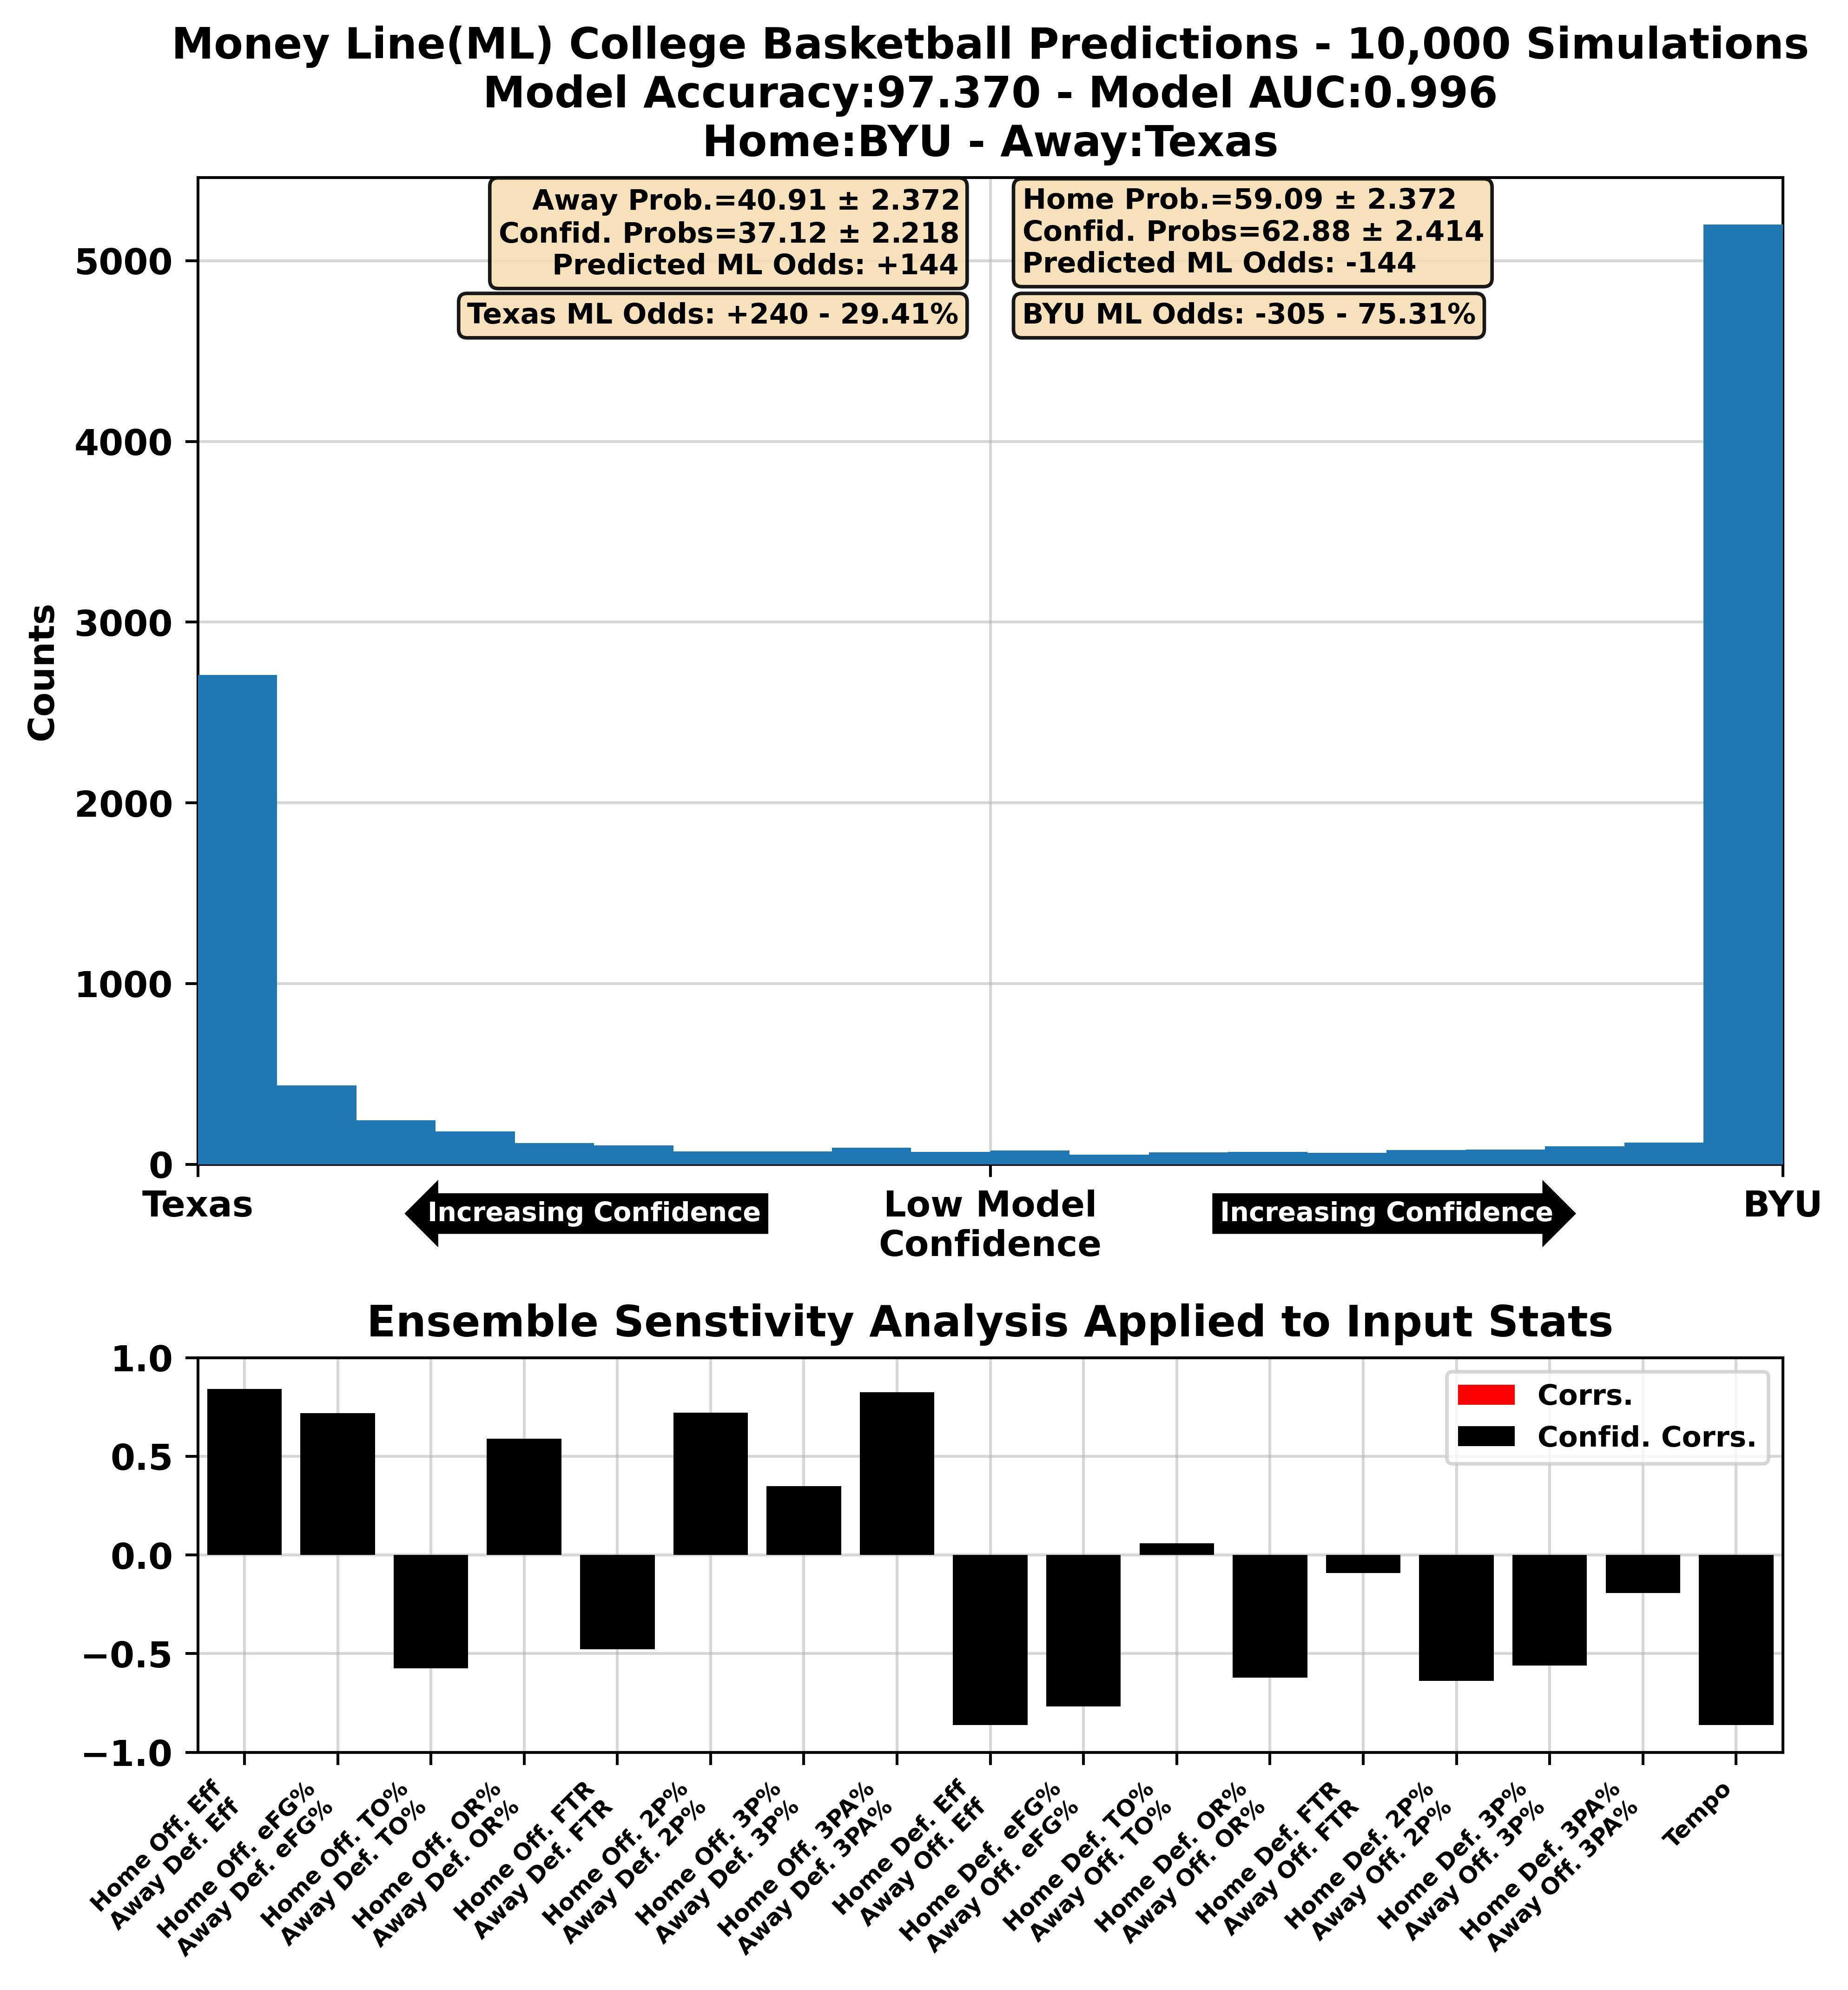 Money Line(ML) College Basketball Predictions - 10,000 Simulations
Model Accuracy:97.370 - Model AUC:0.996
Home:BYU - Away:Texas
Away Prob.=40.91 ± 2.372
Confid. Probs=37.12 ± 2.218
Predicted ML Odds: +144
Home Prob.=59.09 ± 2.372
Confid. Probs=62.88 ± 2.414
Predicted ML Odds: -144
Texas ML Odds: +240 - 29.41%
BYU ML Odds: -305 - 75.31%
5000
4000
3000
2000
1000
0
Counts
Texas
Increasing Confidence
Low Model
Confidence
Increasing Confidence
BYU
Ensemble Senstivity Analysis Applied to Input Stats
1.0
0.5
0.0
−0.5
−1.0
Corrs.
Confid. Corrs.
Home Off. Eff
Away Def. Eff
Home Off. eFG%
Away Def. eFG%
Home Off. TO%
Away Def. TO%
Home Off. OR%
Away Def. OR%
Home Off. FTR
Away Def. FTR
Home Off. 2P%
Away Def. 2P%
Home Off. 3P%
Away Def. 3P%
Home Off. 3PA%
Away Def. 3PA%
Home Def. Eff
Away Off. Eff
Home Def. eFG%
Away Off. eFG%
Home Def. TO%
Away Off. TO%
Home Def. OR%
Away Off. OR%
Home Def. FTR
Away Off. FTR
Home Def. 2P%
Away Off. 2P%
Home Def. 3P%
Away Off. 3P%
Home Def. 3PA%
Away Off. 3PA%
Tempo